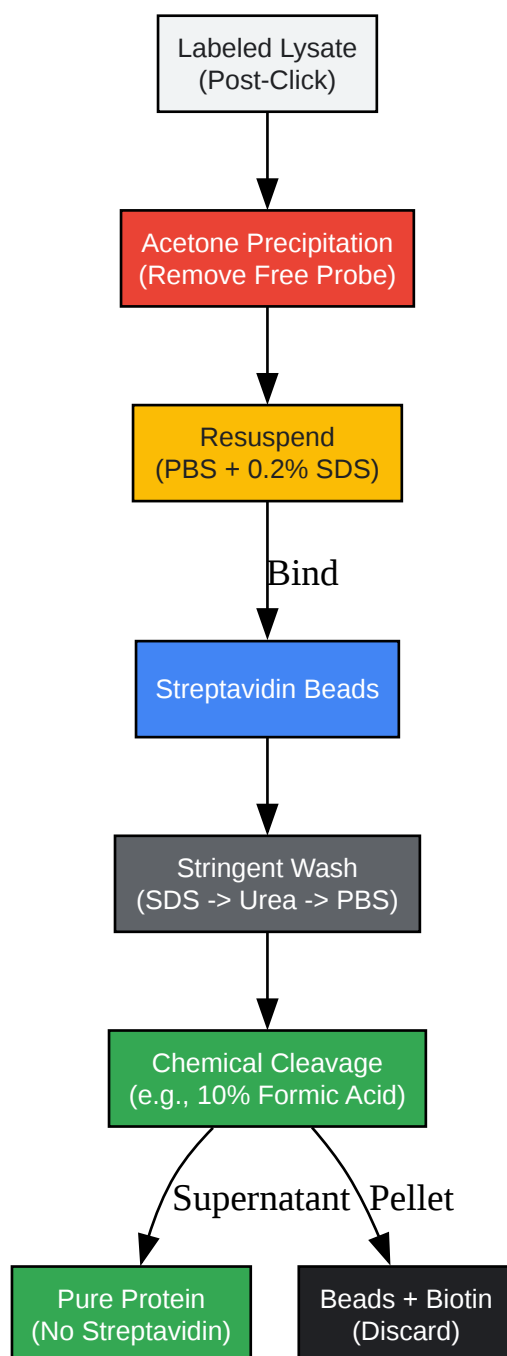 Labeled Lysate
(Post-Click)
Acetone Precipitation
(Remove Free Probe)
Resuspend
(PBS + 0.2% SDS)
Bind
Streptavidin Beads
Stringent Wash
(SDS -> Urea -> PBS)
Chemical Cleavage
(e.g., 10% Formic Acid)
Supernatant
Pellet
Pure Protein
(No Streptavidin)
Beads + Biotin
(Discard)